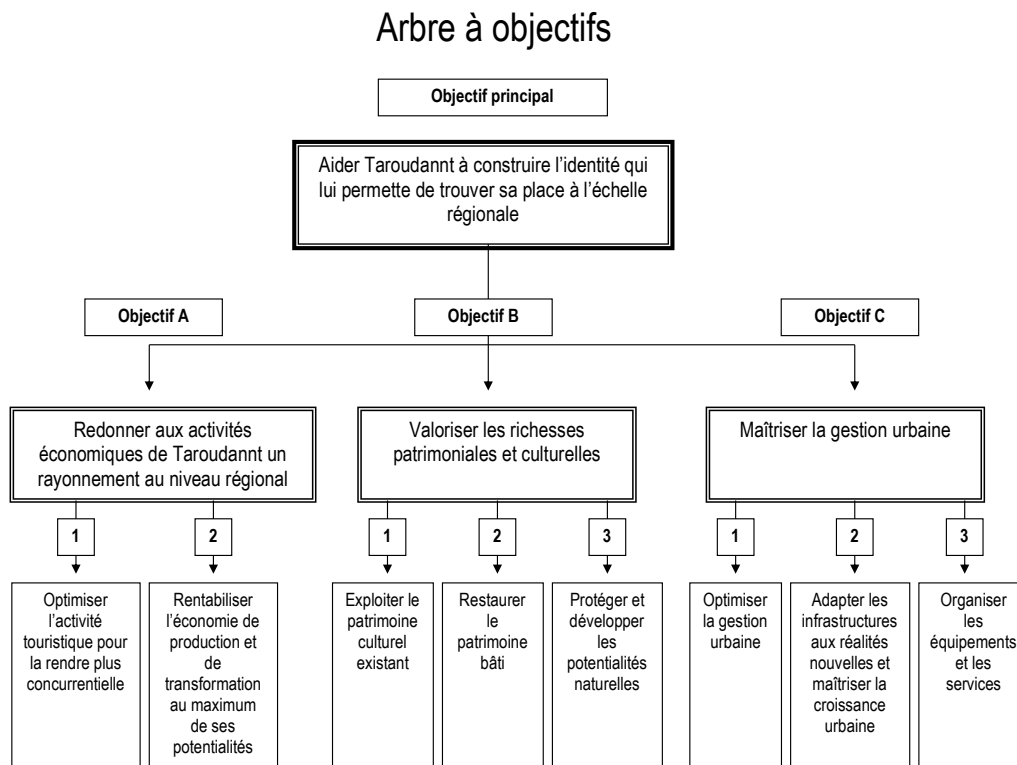 Arbre à objectifs
Objectif principal
Aider Taroudannt à construire l’identité qui
lui permette de trouver sa place à l’échelle
régionale
Objectif A
Objectif B
Objectif C
Redonner aux activités
économiques de Taroudannt un
rayonnement au niveau régional
Valoriser les richesses
patrimoniales et culturelles
Maîtriser la gestion urbaine
1
2
1
2
3
1
2
3
Optimiser
l’activité
touristique pour
la rendre plus
concurrentielle
Rentabiliser
l’économie de
production et
de
transformation
au maximum
de ses
potentialités
Exploiter le
patrimoine
culturel
existant
Restaurer
le
patrimoine
bâti
Protéger et
développer
les
potentialités
naturelles
Optimiser
la gestion
urbaine
Adapter les
infrastructures
aux réalités
nouvelles et
maîtriser la
croissance
urbaine
Organiser
les
équipements
et les
services